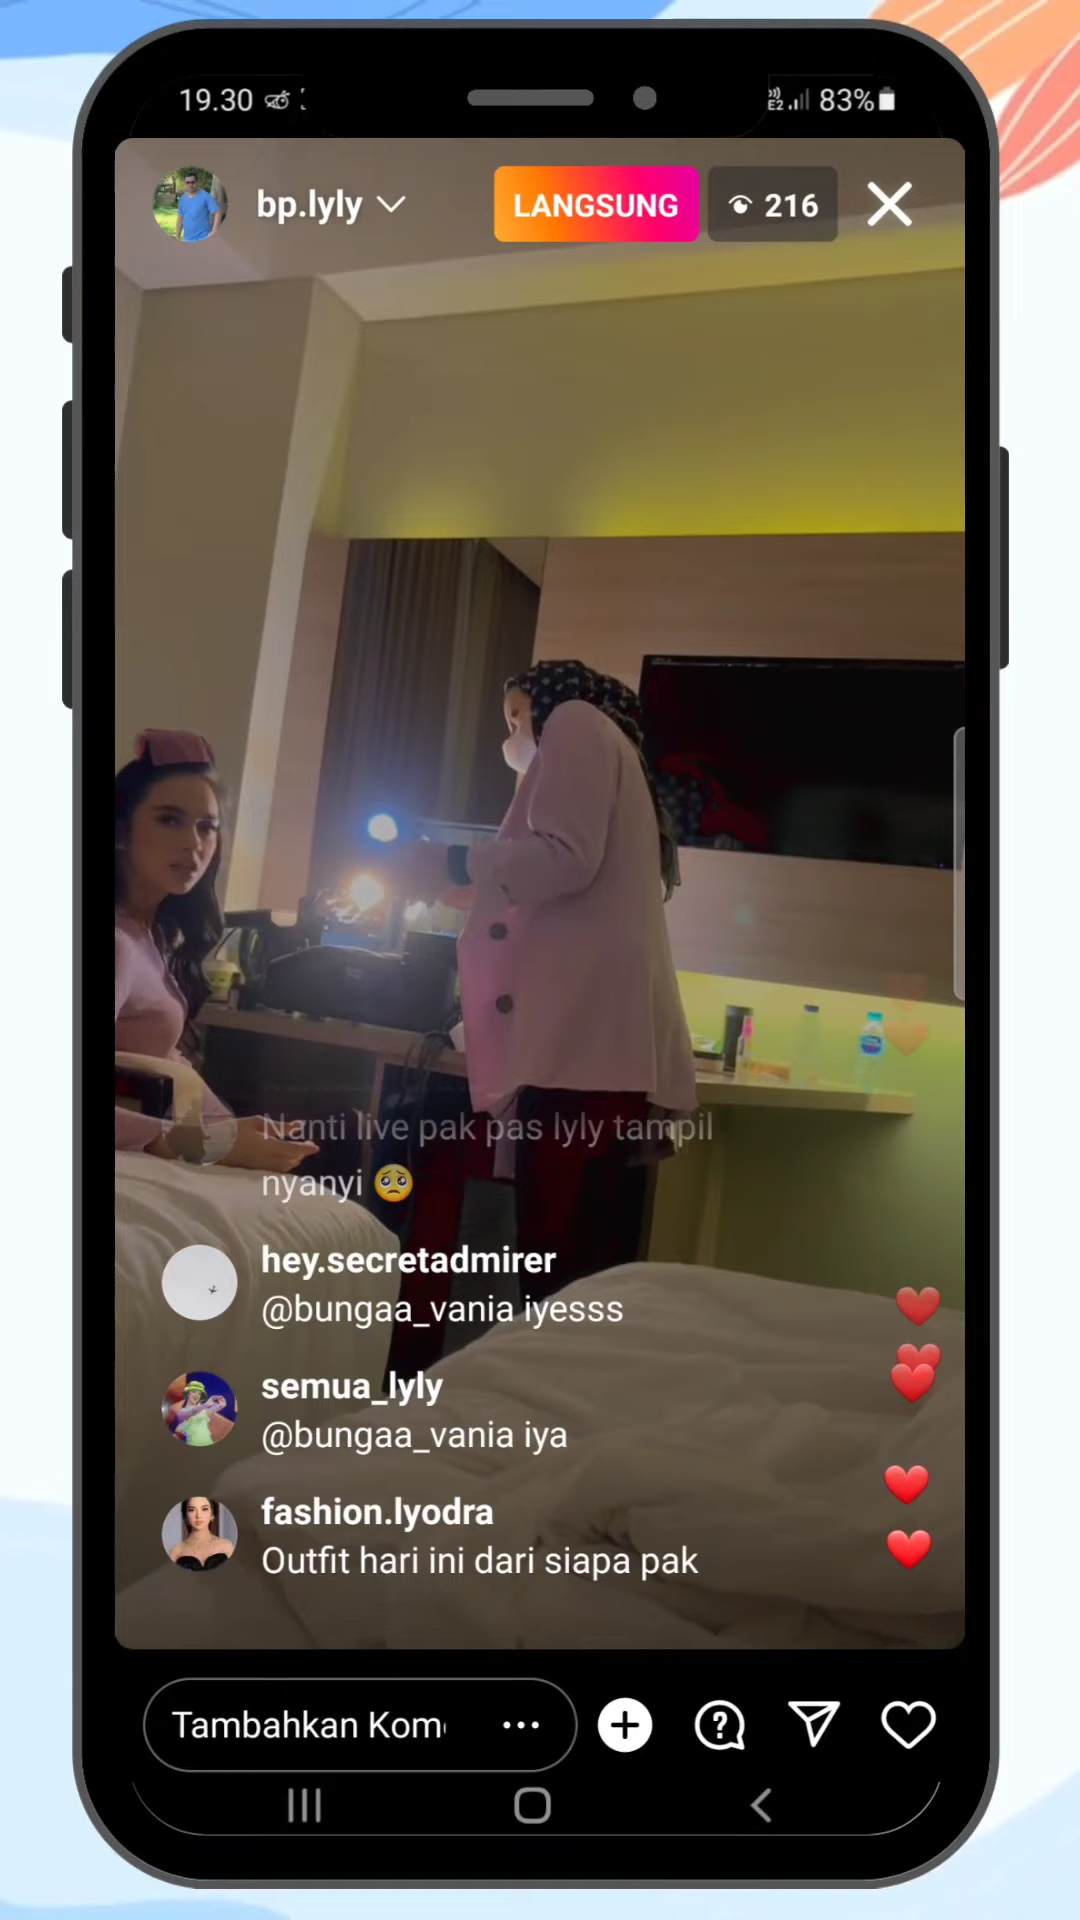 19.30
83%
bp.lyly
LANGSUNG
216
Nanti live pak pas lyly tampil
nyanyi 🥺
hey.secretadmirer
@bungaa_vania iyesss
semua_lyly
@bungaa_vania iya
fashion.lyodra
Outfit hari ini dari siapa pak
Tambahkan Kom